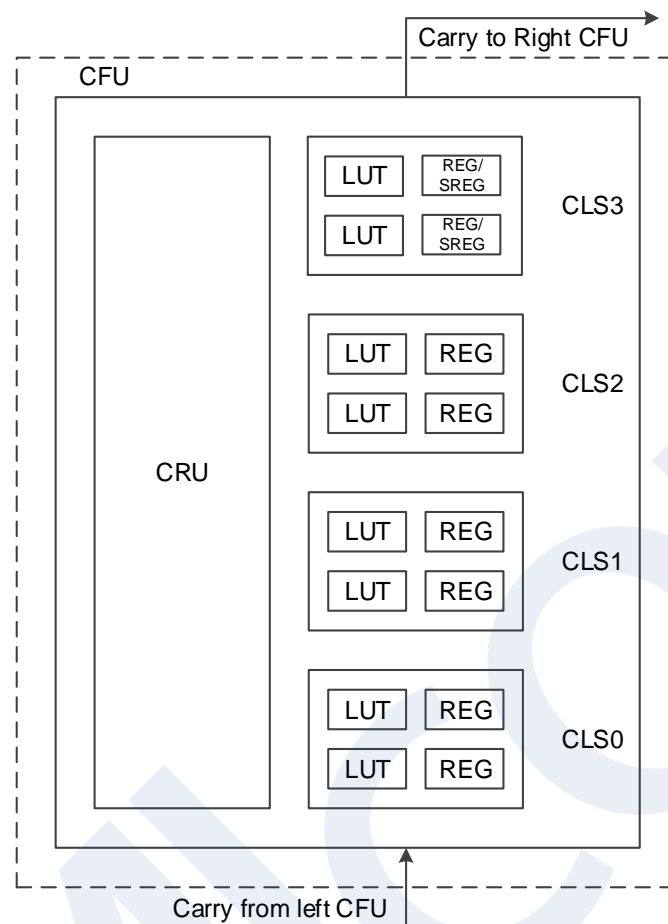 Carry to Right CFU
CFU
LUT REG/
SREG
LUT REG/
SREG
CLS3
LUT REG
LUT REG
CLS2
CRU
LUT REG
LUT REG
CLS1
LUT REG
LUT REG
CLS0
Carry from left CFU